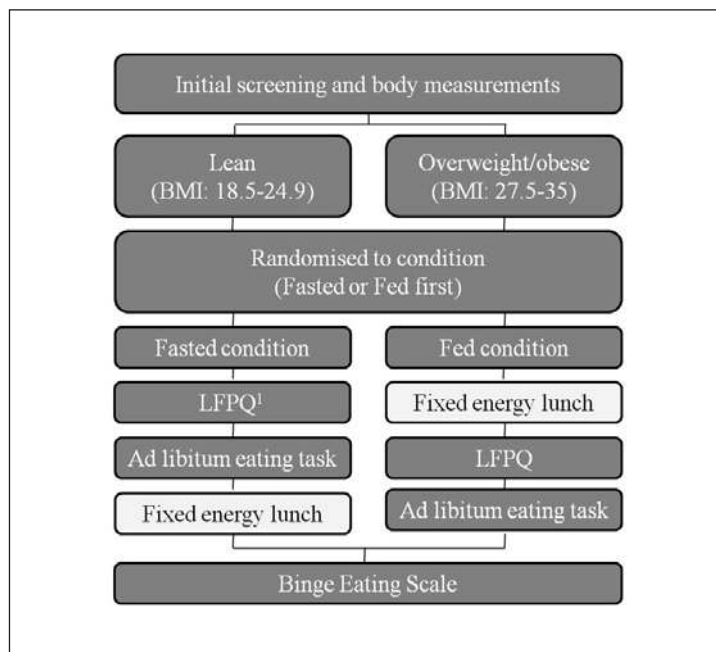 Initial screening and body measurements
Lean
(BMI: 18.5-24.9)
Overweight/obese
(BMI: 27.5-35)
Randomised to condition
(Fasted or Fed first)
Fasted condition
LFPQ¹
Ad libitum eating task
Fixed energy lunch
Fed condition
Fixed energy lunch
LFPQ
Ad libitum eating task
Binge Eating Scale